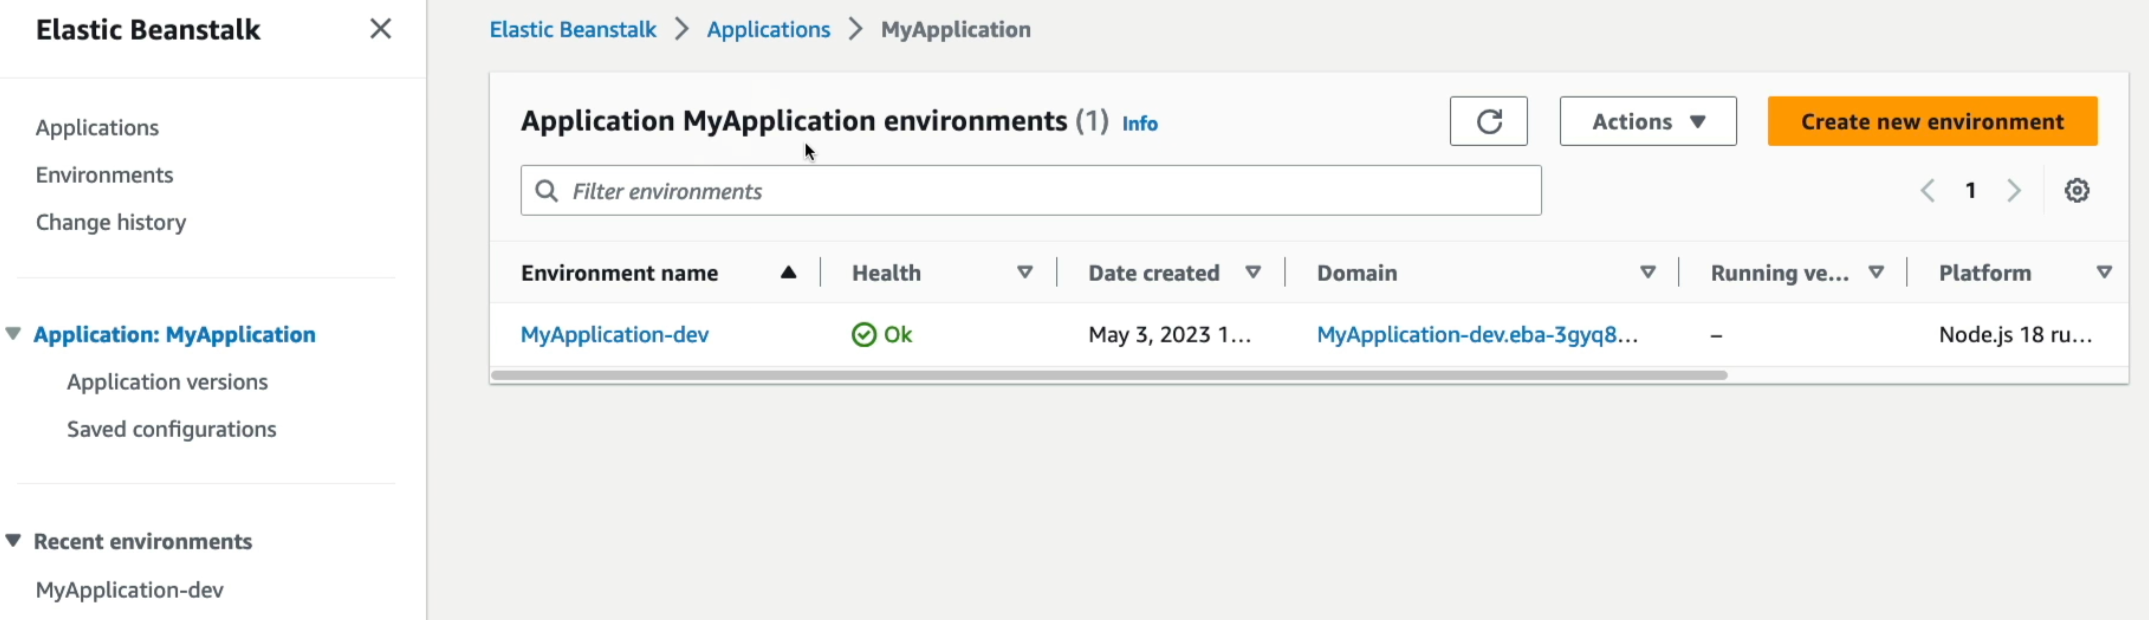 Elastic Beanstalk
Applications
Environments
Change history
Application: MyApplication
Application versions
Saved configurations
Recent environments
MyApplication-dev
Elastic Beanstalk > Applications > MyApplication
Application MyApplication environments (1) Info
Actions
Create new environment
Filter environments
1
Environment name Health Date created Domain Running ve... Platform
MyApplication-dev Ok May 3, 2023 1... MyApplication-dev.eba-3gyq8... – Node.js 18 ru...